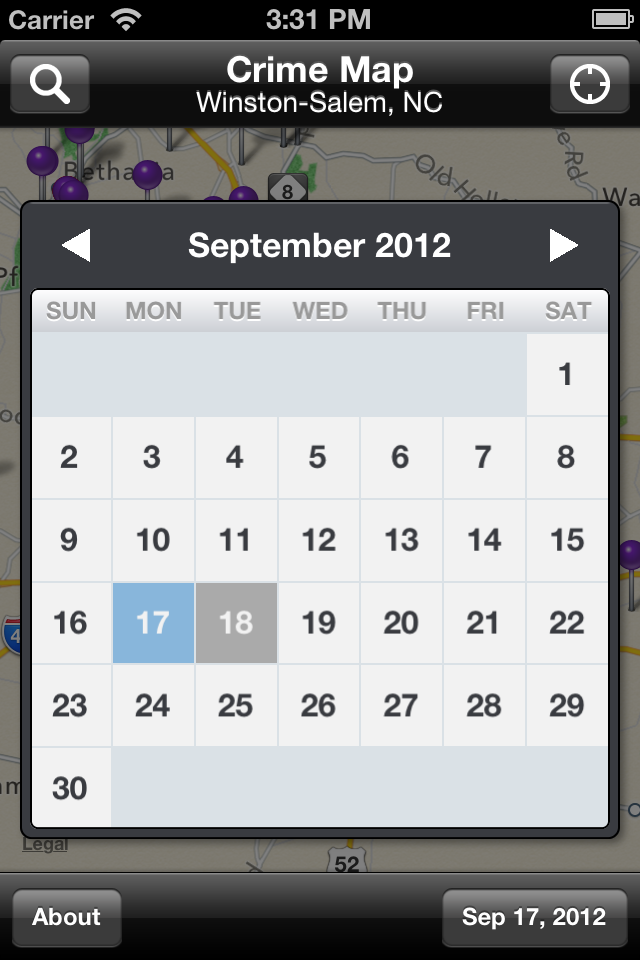 Carrier 3:31 PM
Crime Map
Winston-Salem, NC
Bethania
8
Old
Rd
September 2012
SUN MON TUE WED THU FRI SAT
1
2 3 4 5 6 7 8
9 10 11 12 13 14 15
16 17 18 19 20 21 22
23 24 25 26 27 28 29
30
Legal
52
About Sep 17, 2012